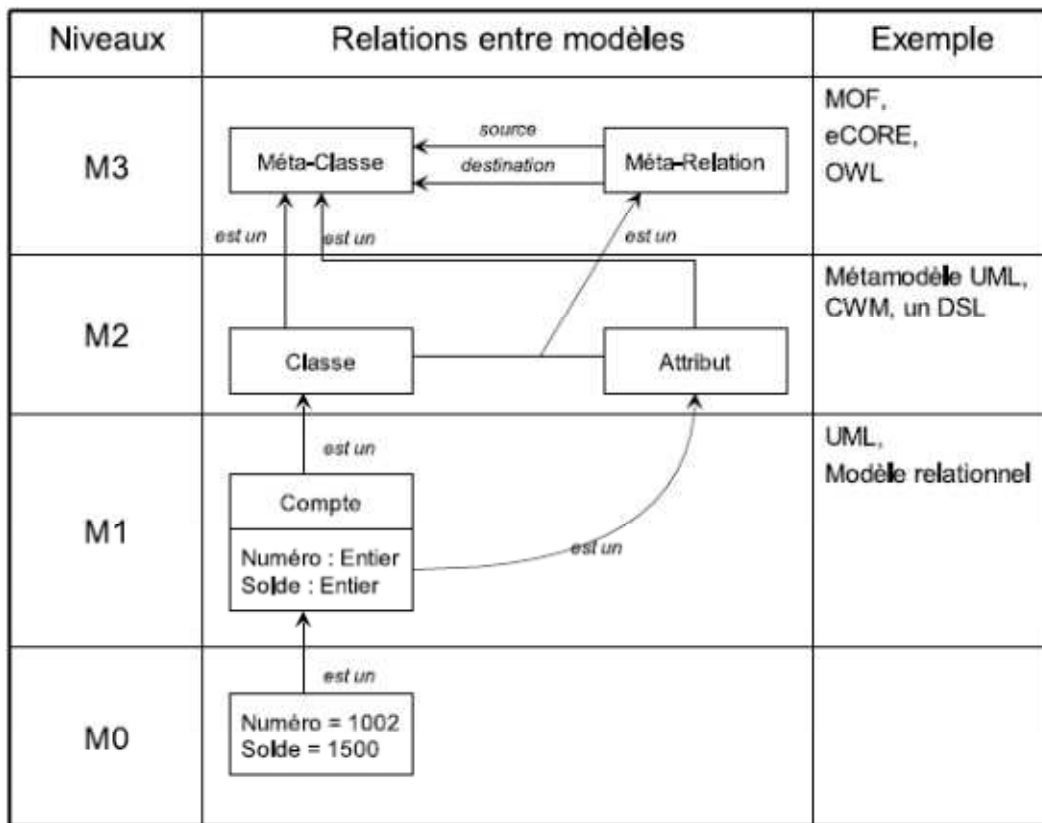 Niveaux
Relations entre modèles
Exemple
M3
Méta-Classe
source
destination
Méta-Relation
MOF,
eCORE,
OWL
est un
est un
est un
M2
Classe
Attribut
Métamodèle UML,
CWM, un DSL
M1
est un
Compte
Numéro : Entier
Solde : Entier
est un
UML,
Modèle relationnel
M0
est un
Numéro = 1002
Solde = 1500